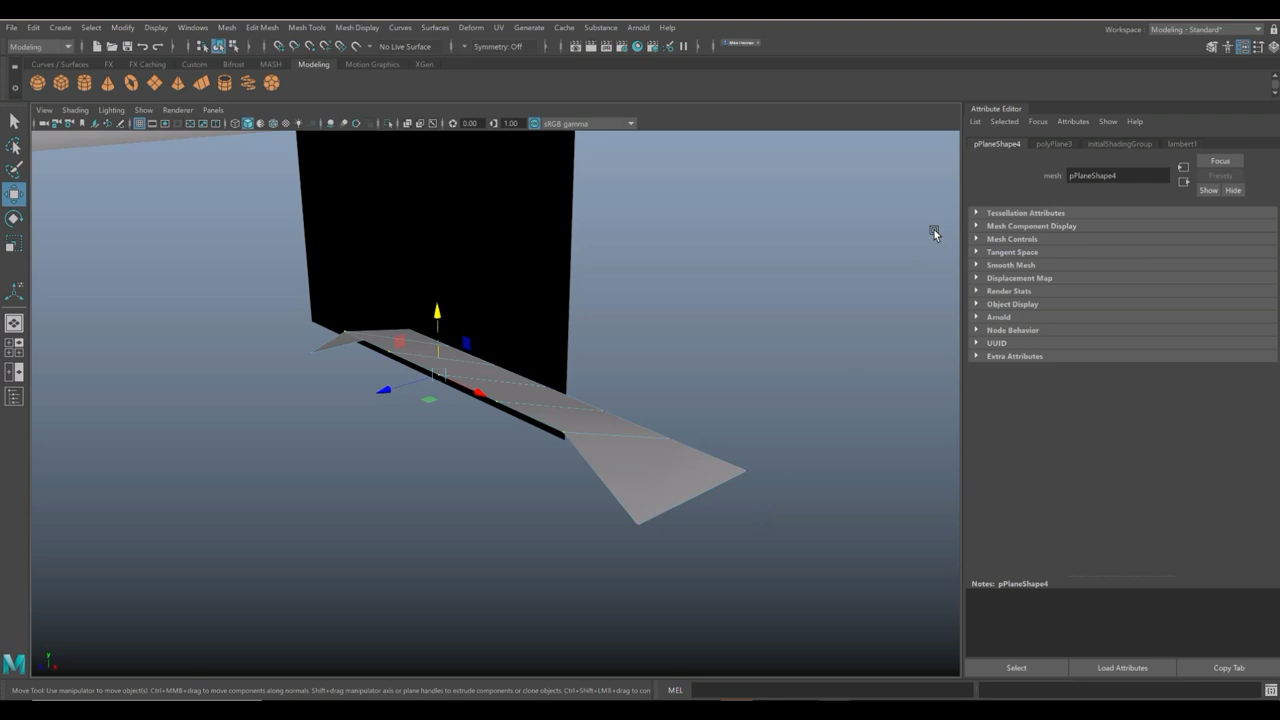 File Edit Create Select Modify Display Windows Mesh Edit Mesh Mesh Tools Mesh Display Curves Surfaces Deform UV Generate Cache Substance Arnold Help
Workspace : Modeling - Standard*
Modeling
No Live Surface
Symmetry: Off
Curves / Surfaces FX FX Caching Custom Bifrost MASH Modeling Motion Graphics XGen
View Shading Lighting Show Renderer Panels
0.00 1.00 sRGB gamma
Attribute Editor
List Selected Focus Attributes Show Help
pPlaneShape4 polyPlane3 initialShadingGroup lambert1
Focus
mesh: pPlaneShape4
Presets
Show Hide
Tessellation Attributes
Mesh Component Display
Mesh Controls
Tangent Space
Smooth Mesh
Displacement Map
Render Stats
Object Display
Arnold
Node Behavior
UUID
Extra Attributes
Notes: pPlaneShape4
Select Load Attributes Copy Tab
y
x
Move Tool: Use manipulator to move object(s). Ctrl+MMB+drag to move components along normals. Shift+drag manipulator axis or plane handles to extrude components or clone objects. Ctrl+Shift+LMB+drag to con
MEL